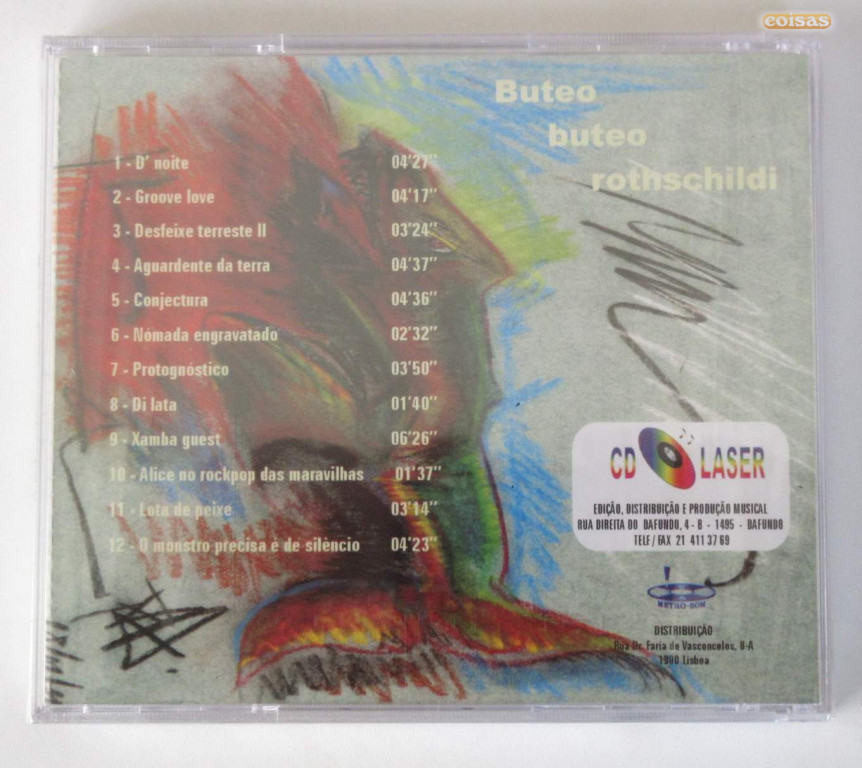 coisas
Buteo
buteo
rothschildi
1 - D' noite 04'27"
2 - Groove love 04'17"
3 - Desfeixe terreste II 03'24"
4 - Aguardente da terra 04'37"
5 - Conjectura 04'36"
6 - Nómada engravatado 02'32"
7 - Protognóstico 03'50"
8 - Di lata 01'40"
9 - Xamba guest 06'26"
10 - Alice no rockpop das maravilhas 01'37"
11 - Lota de peixe 03'14"
12 - O monstro precisa é de silêncio 04'23"
CD LASER
EDIÇÃO, DISTRIBUIÇÃO E PRODUÇÃO MUSICAL
RUA DIREITA DO DAFUNDO, 4 - B - 1495 - DAFUNDO
TELF / FAX 21 411 37 69
METRO-SOM
DISTRIBUIÇÃO
Rua Dr. Faria de Vasconcelos, 8-A
1900 Lisboa